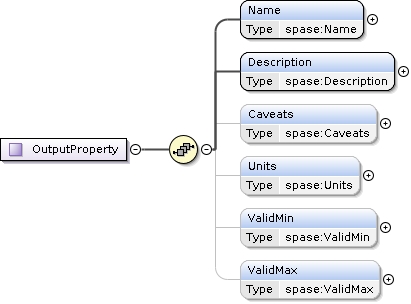 Name
Type spase:Name
Description
Type spase:Description
Caveats
Type spase:Caveats
OutputProperty
Units
Type spase:Units
ValidMin
Type spase:ValidMin
ValidMax
Type spase:ValidMax